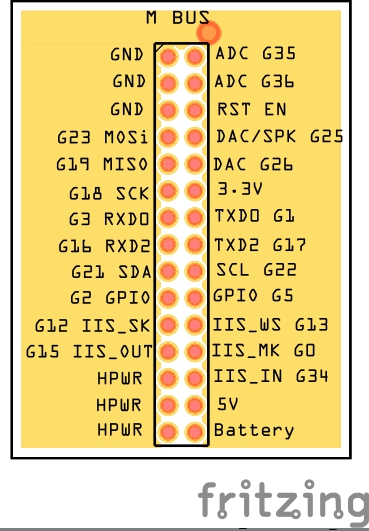 M BUS
GND ADC G35
GND ADC G36
GND RST EN
G23 MOSi DAC/SPK G25
G19 MISO DAC G26
G18 SCK 3.3V
G3 RXD0 TXD0 G1
G16 RXD2 TXD2 G17
G21 SDA SCL G22
G2 GPIO GPIO G5
G12 IIS_SK IIS_WS G13
G15 IIS_OUT IIS_MK G0
HPWR IIS_IN G34
HPWR 5V
HPWR Battery
fritzing